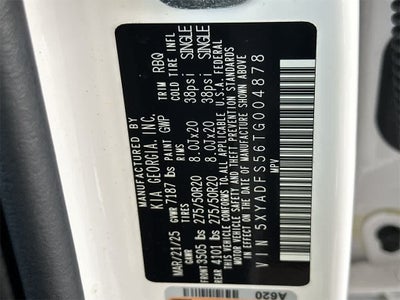 MANUFACTURED BY
KIA GEORGIA, INC.
MAR/21/25 GVWR 7187 lbs PAINT GWP TRIM RBQ
RIMS COLD TIRE INFL
FRONT 3505 lbs 275/50R20 8.0Jx20 38psi SINGLE
REAR 4101 lbs 275/50R20 8.0Jx20 38psi SINGLE
THIS VEHICLE CONFORMS TO ALL APPLICABLE U.S.A. FEDERAL
MOTOR VEHICLE SAFETY AND THEFT PREVENTION STANDARDS
IN EFFECT ON THE DATE OF MANUFACTURE SHOWN ABOVE.
VIN 5XYADFS56TG004878
MPV
A620